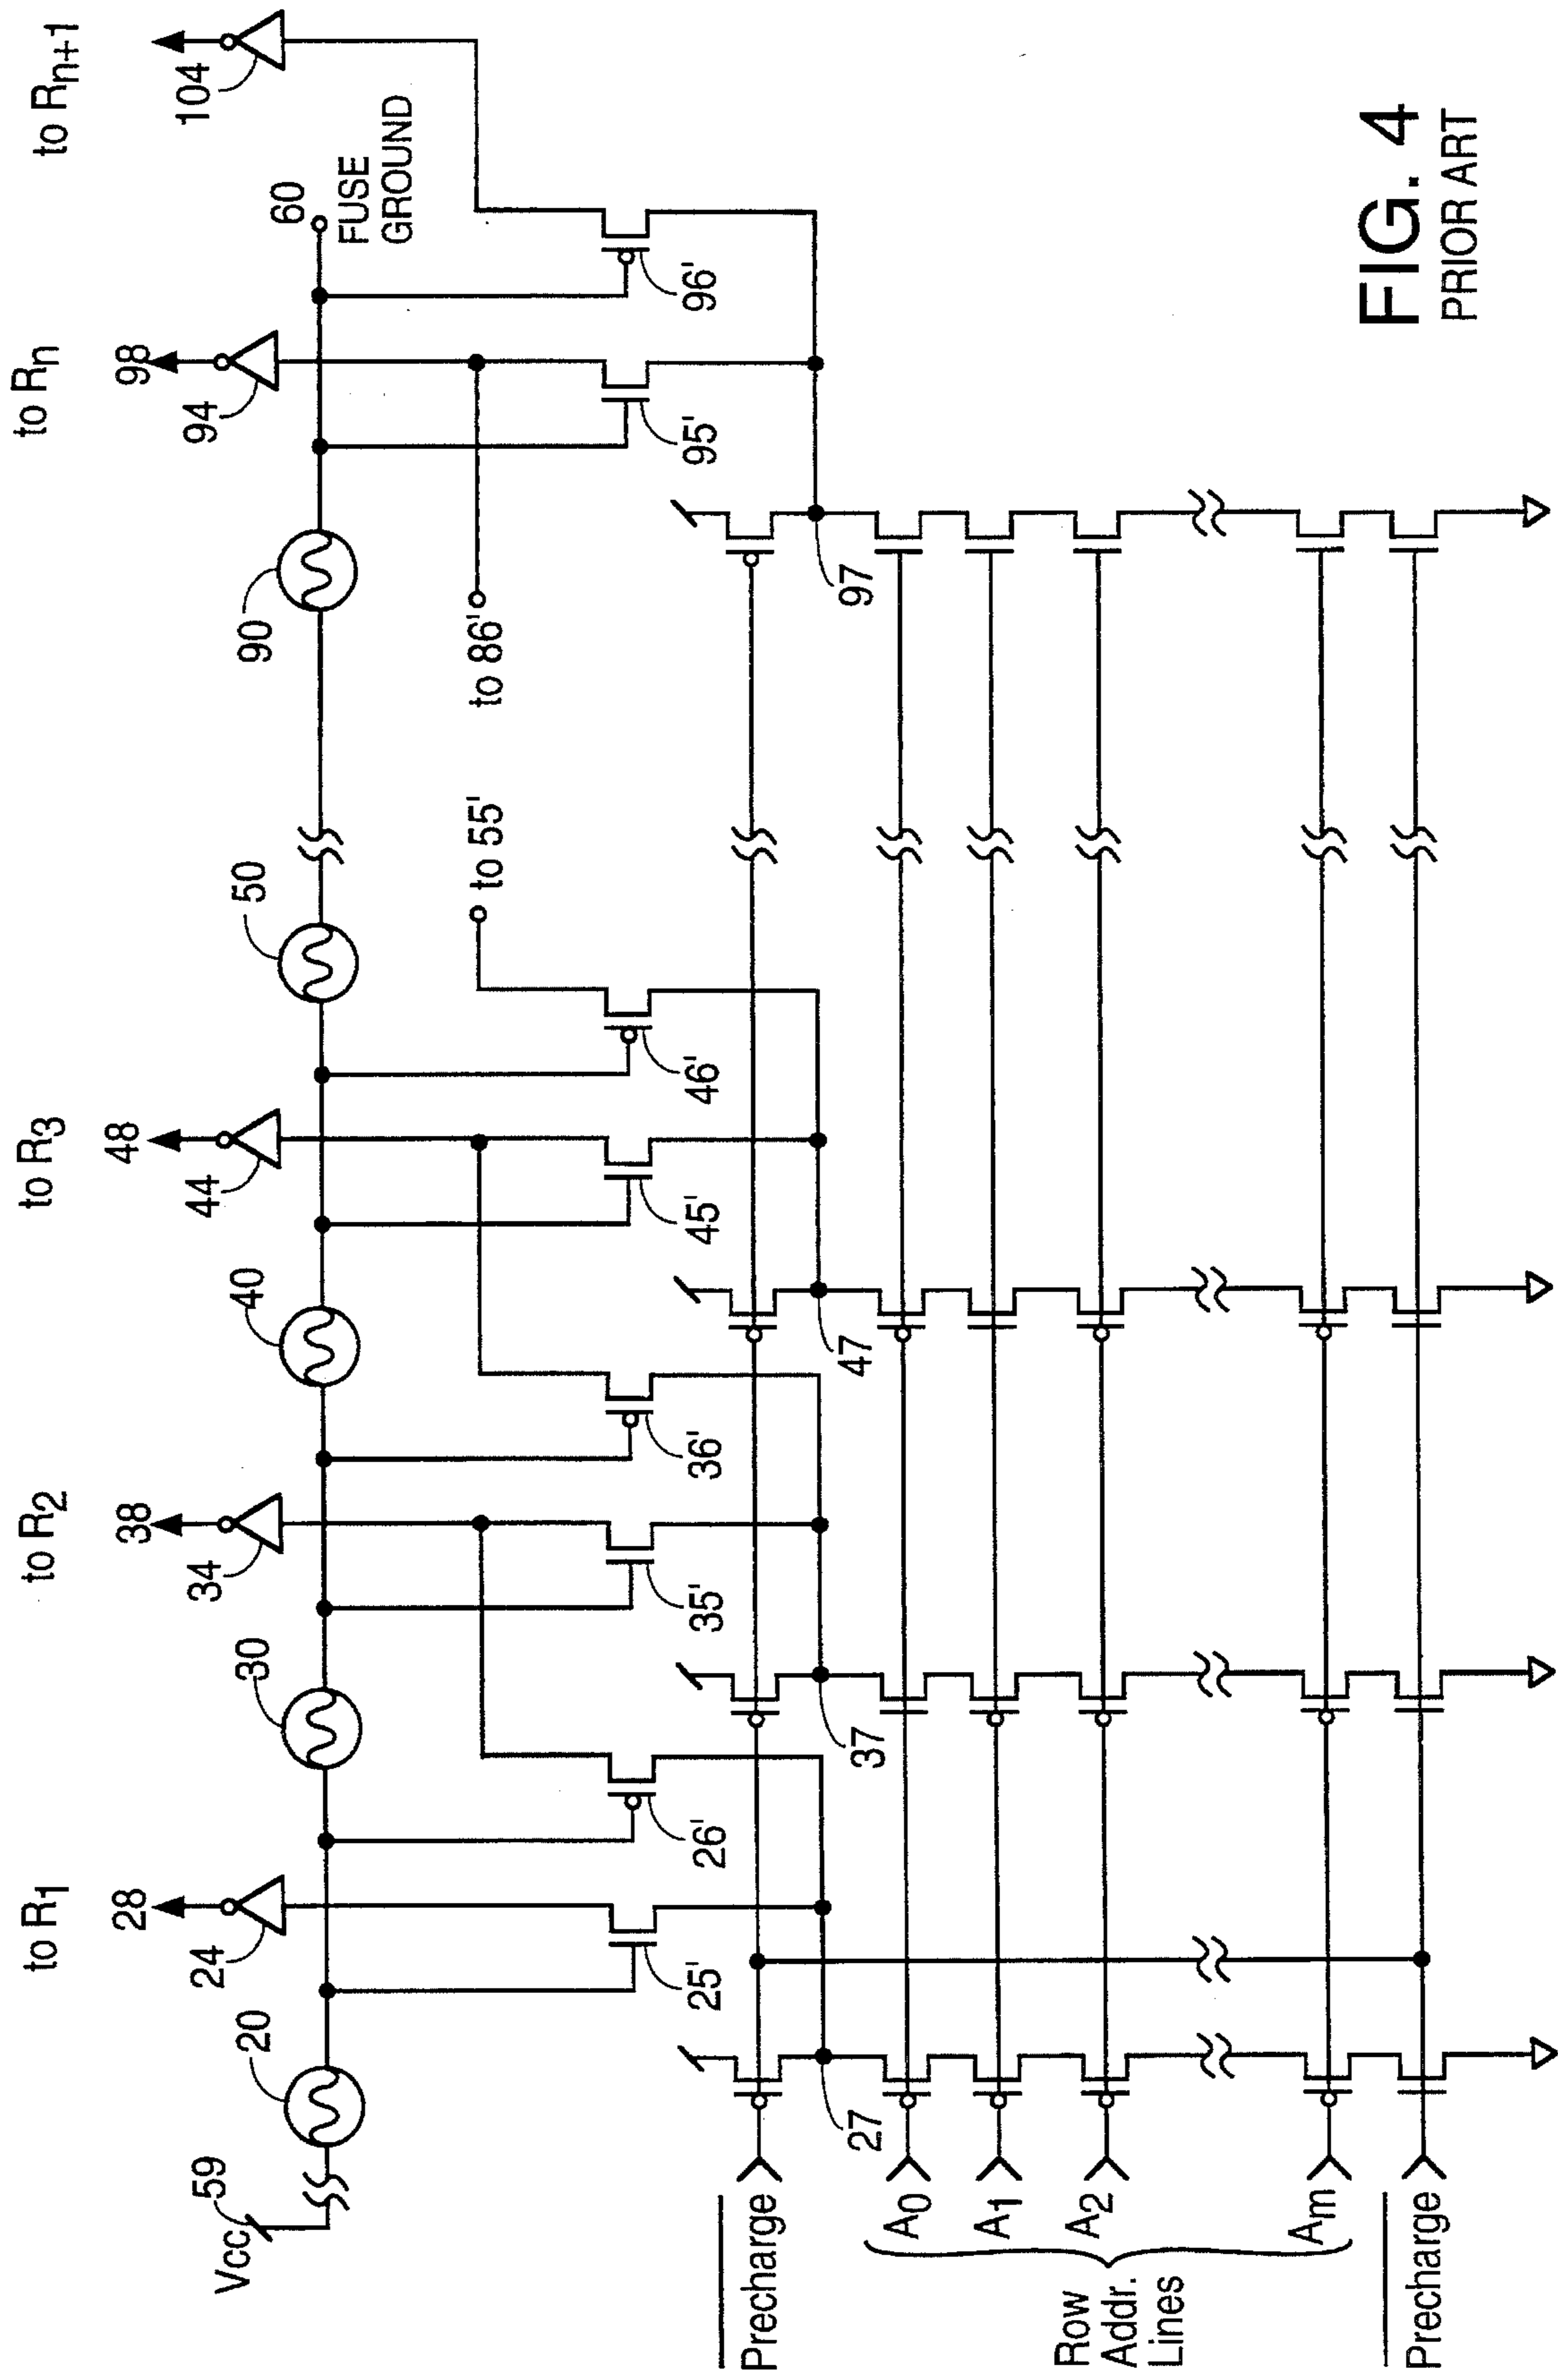 to R1
to R2
to R3
to Rn
to Rn+1
28
38
48
98
24
34
44
94
104
Vcc
59
20
30
40
50
90
60
FUSE
GROUND
to 55'
to 86'
25'
26'
35'
36'
45'
46'
95'
96'
Precharge
27
37
47
97
A0
A1
A2
Am
Row
Addr.
Lines
Precharge
FIG. 4
PRIOR ART